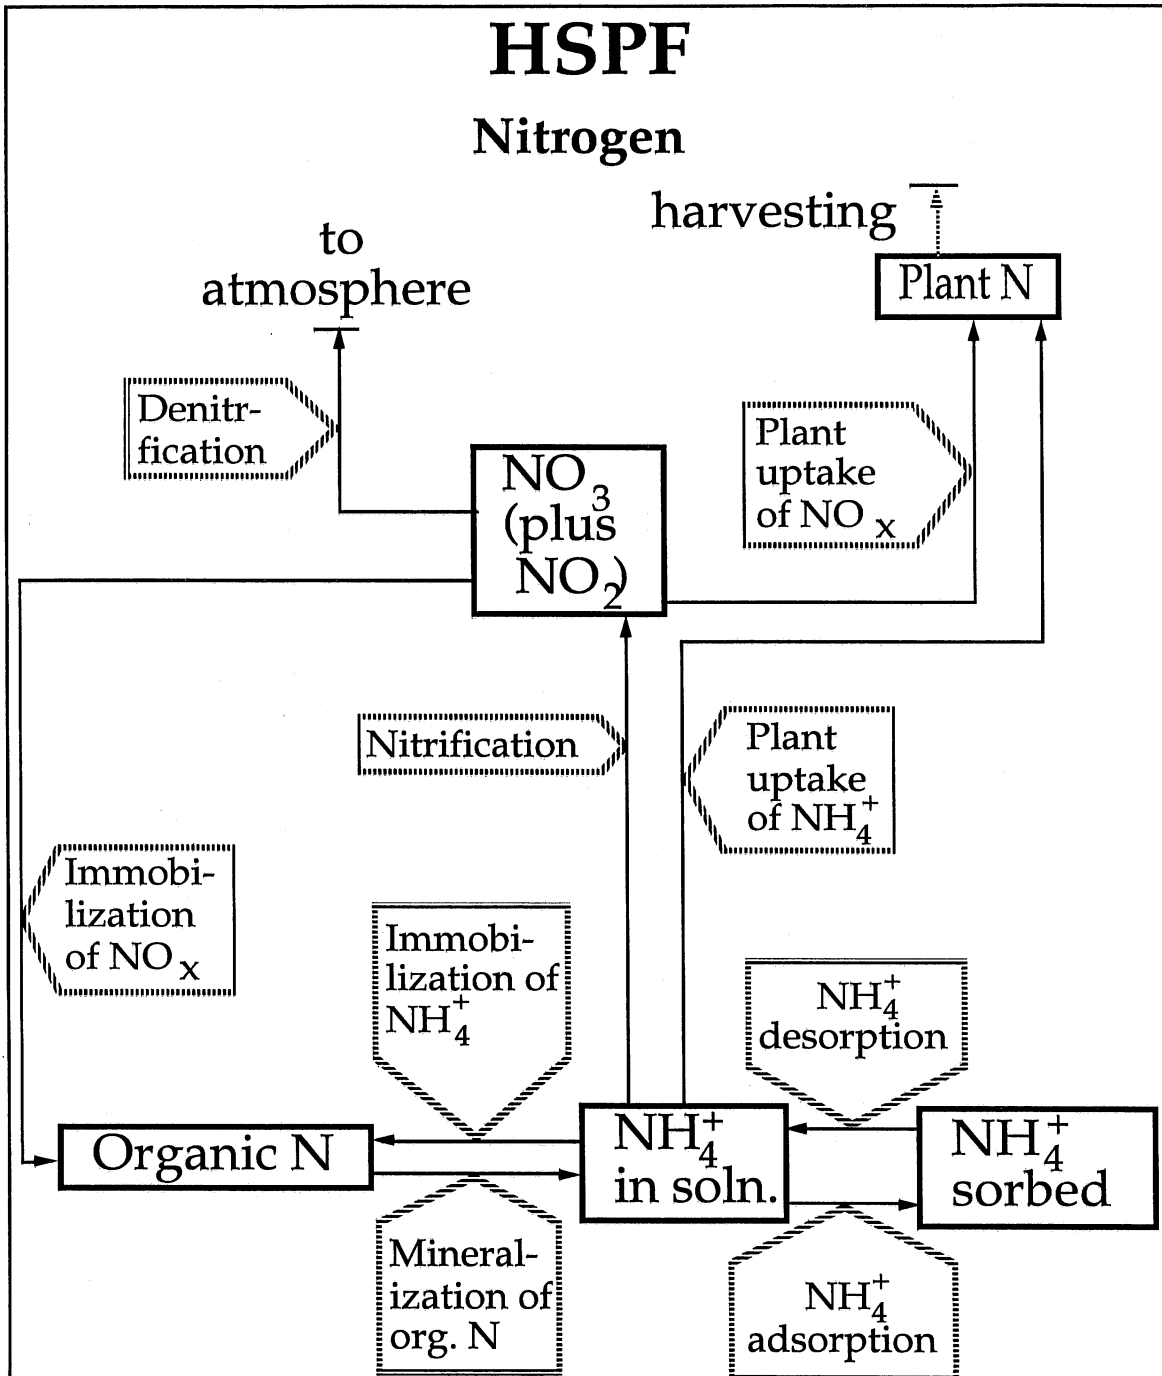 HSPF
Nitrogen
harvesting
to
atmosphere
Plant N
Denitr-
fication
Plant
uptake
of NO x
NO3
(plus
NO2)
Nitrification
Plant
uptake
of NH4+
Immobi-
lization
of NO x
Immobi-
lization of
NH4+
NH4+
desorption
Organic N
NH4+
in soln.
NH4+
sorbed
Mineral-
ization of
org. N
NH4+
adsorption